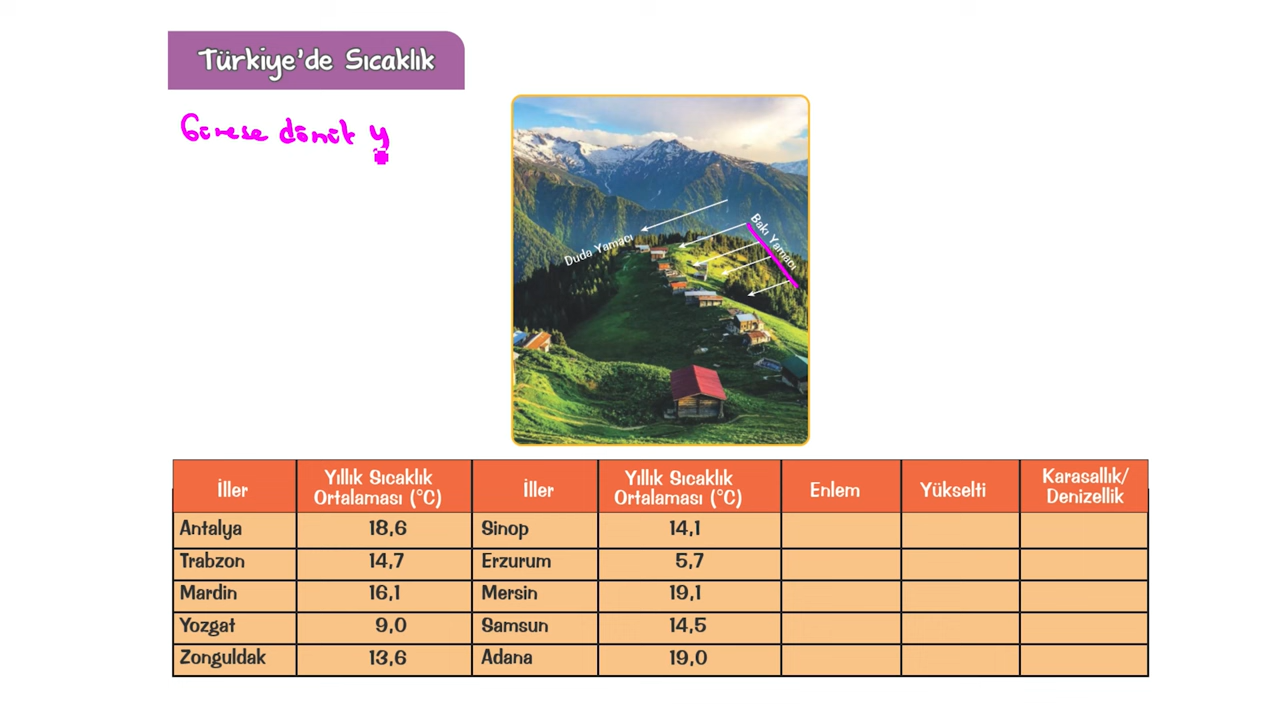 Türkiye'de Sıcaklık
Güneşe dönük y
Duda Yamacı
Bakı Yamacı
İller Yıllık Sıcaklık Ortalaması (°C) İller Yıllık Sıcaklık Ortalaması (°C) Enlem Yükselti Karasallık/ Denizellik
Antalya 18,6 Sinop 14,1
Trabzon 14,7 Erzurum 5,7
Mardin 16,1 Mersin 19,1
Yozgat 9,0 Samsun 14,5
Zonguldak 13,6 Adana 19,0